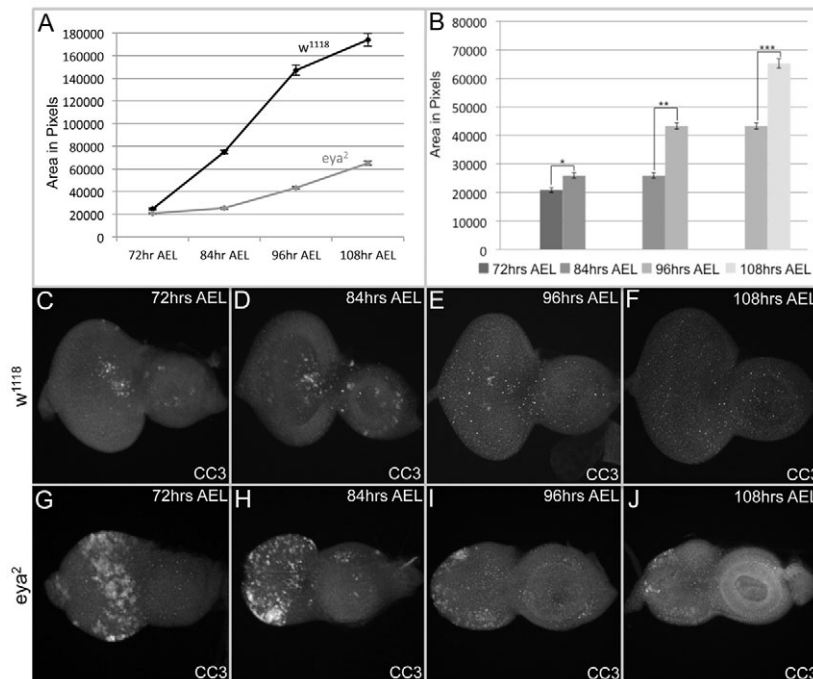 A
180000
160000
140000
120000
100000
80000
60000
40000
20000
0
Area in Pixels
w1118
eya2
72hr AEL 84hr AEL 96hr AEL 108hr AEL
B
80000
70000
60000
50000
40000
30000
20000
10000
0
Area in Pixels
*
**
***
72hrs AEL 84hrs AEL 96hrs AEL 108hrs AEL
w1118
C 72hrs AEL
CC3
D 84hrs AEL
CC3
E 96hrs AEL
CC3
F 108hrs AEL
CC3
eya2
G 72hrs AEL
CC3
H 84hrs AEL
CC3
I 96hrs AEL
CC3
J 108hrs AEL
CC3